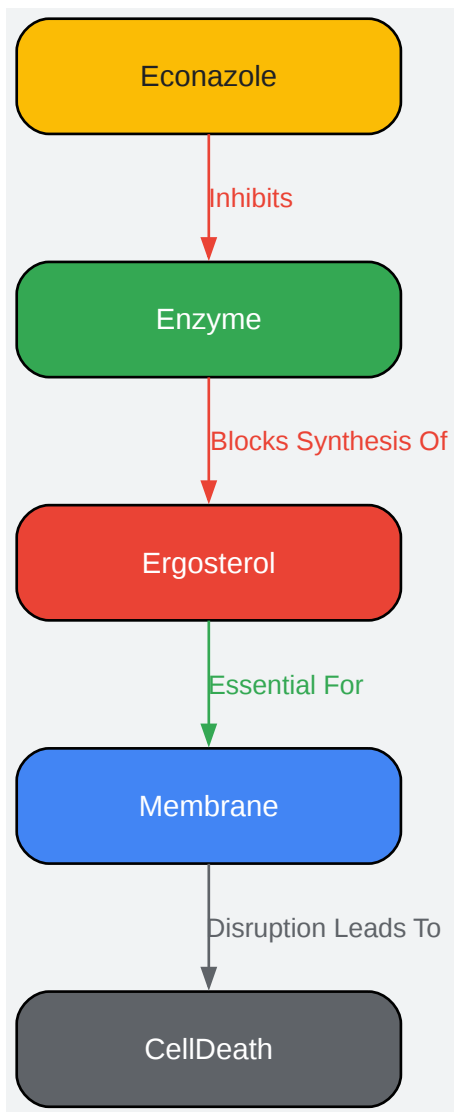 Econazole
Inhibits
Enzyme
Blocks Synthesis Of
Ergosterol
Essential For
Membrane
Disruption Leads To
CellDeath